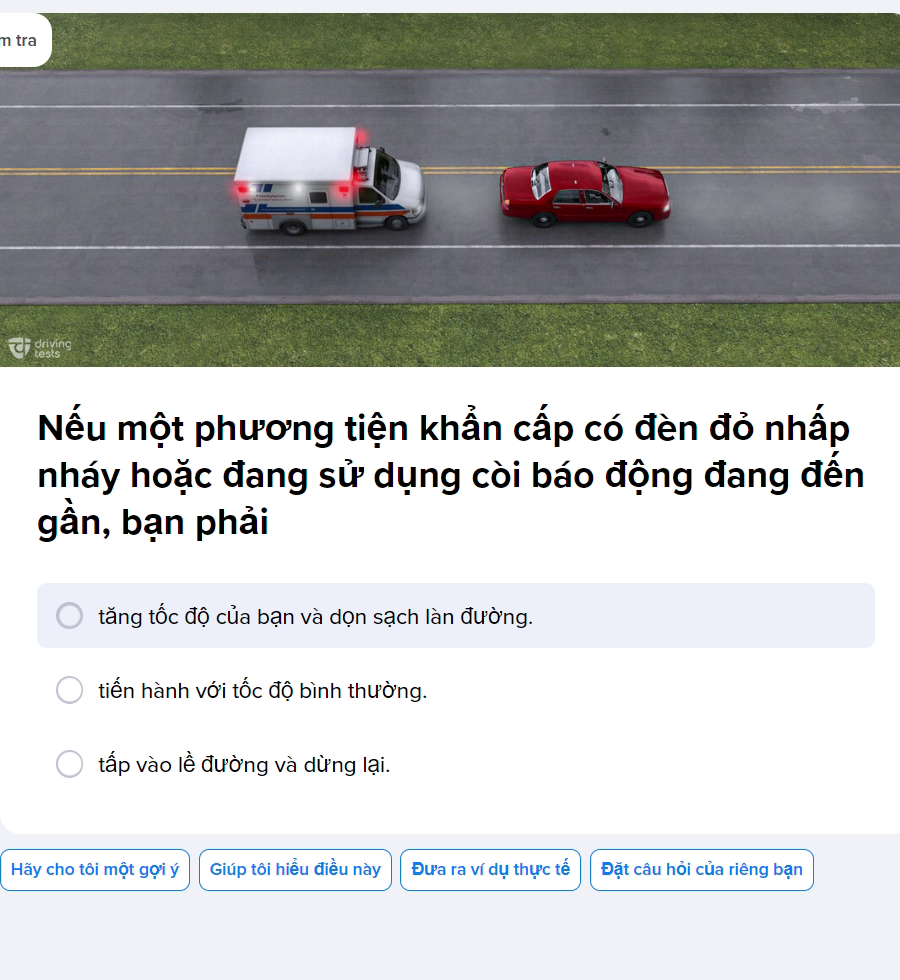 m tra
driving
tests
Nếu một phương tiện khẩn cấp có đèn đỏ nhấp
nháy hoặc đang sử dụng còi báo động đang đến
gần, bạn phải
tăng tốc độ của bạn và dọn sạch làn đường.
tiến hành với tốc độ bình thường.
tấp vào lề đường và dừng lại.
Hãy cho tôi một gợi ý
Giúp tôi hiểu điều này
Đưa ra ví dụ thực tế
Đặt câu hỏi của riêng bạn